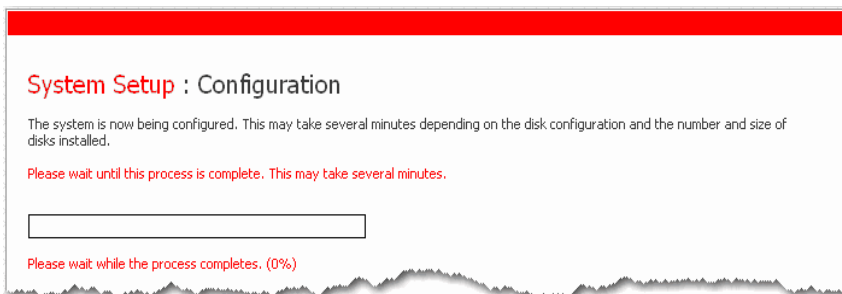 System Setup : Configuration
The system is now being configured. This may take several minutes depending on the disk configuration and the number and size of
disks installed.
Please wait until this process is complete. This may take several minutes.
Please wait while the process completes. (0%)